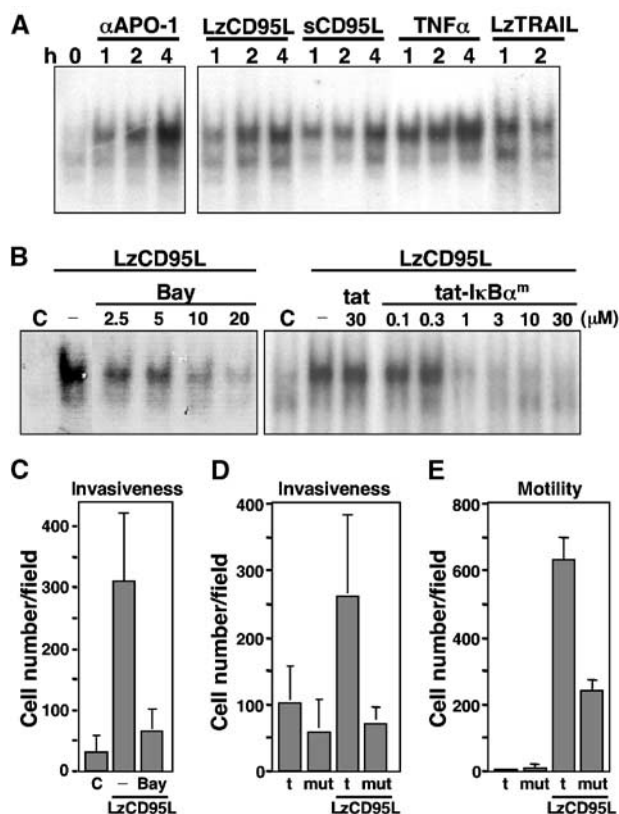 A
αAPO-1 LzCD95L sCD95L TNFα LzTRAIL
h 0 1 2 4 1 2 4 1 2 4 1 2 4 1 2
B
LzCD95L LzCD95L
Bay tat tat-IκBαᵐ
C – 2.5 5 10 20 C – 30 0.1 0.3 1 3 10 30 (μM)
C D E
Invasiveness Invasiveness Motility
Cell number/field
400
300
200
100
0
C – Bay
LzCD95L
Cell number/field
400
300
200
100
0
t mut t mut
LzCD95L
Cell number/field
800
600
400
200
0
t mut t mut
LzCD95L